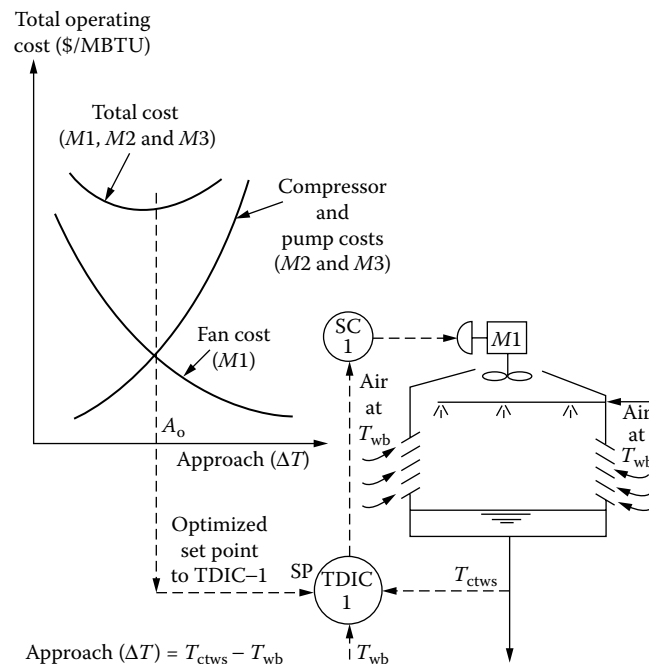 Total operating
cost ($/MBTU)
Total cost
(M1, M2 and M3)
Compressor
and
pump costs
(M2 and M3)
Fan cost
(M1)
A₀
Approach (ΔT)
SC
1
M1
Air
at
T_wb
Air
at
T_wb
Optimized
set point
to TDIC–1
SP
TDIC
1
T_ctws
T_wb
Approach (ΔT) = T_ctws – T_wb